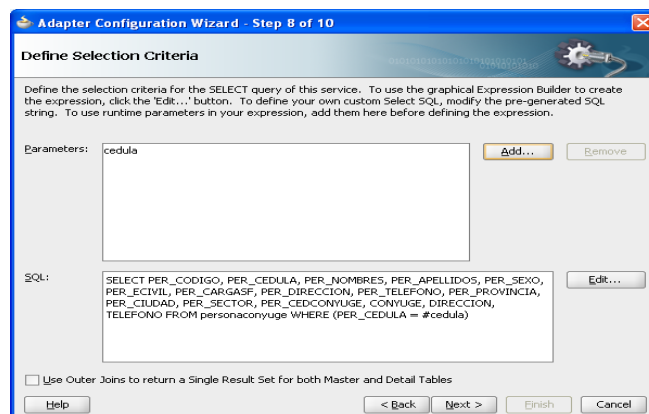 Adapter Configuration Wizard - Step 8 of 10
Define Selection Criteria
Define the selection criteria for the SELECT query of this service. To use the graphical Expression Builder to create
the expression, click the 'Edit...' button. To define your own custom Select SQL, modify the pre-generated SQL
string. To use runtime parameters in your expression, add them here before defining the expression.
Parameters:
cedula
Add...
Remove
SQL:
SELECT PER_CODIGO, PER_CEDULA, PER_NOMBRES, PER_APELLIDOS, PER_SEXO,
PER_ECIVIL, PER_CARGASF, PER_DIRECCION, PER_TELEFONO, PER_PROVINCIA,
PER_CIUDAD, PER_SECTOR, PER_CEDCONYUGE, CONYUGE, DIRECCION,
TELEFONO FROM personaconyuge WHERE (PER_CEDULA = #cedula)
Edit...
Use Outer Joins to return a Single Result Set for both Master and Detail Tables
Help
< Back
Next >
Finish
Cancel